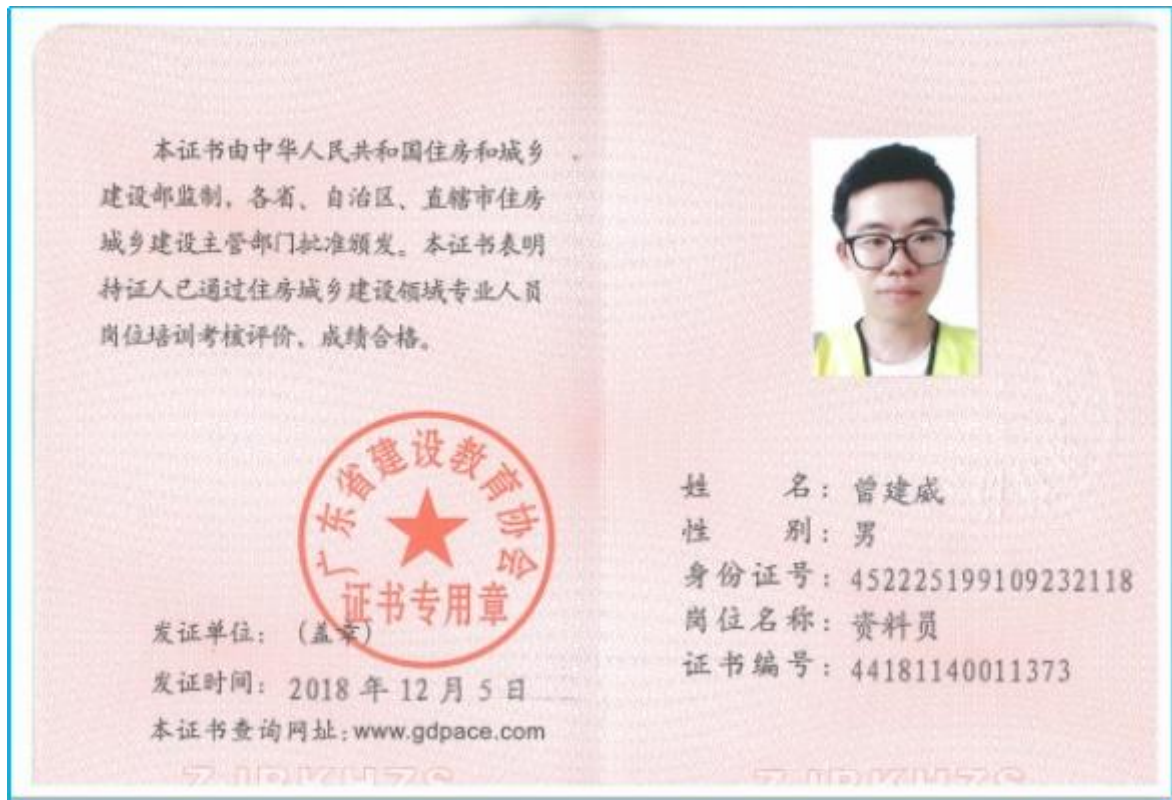 本证书由中华人民共和国住房和城乡
建设部监制，各省、自治区、直辖市住房
城乡建设主管部门批准颁发。本证书表明
持证人已通过住房城乡建设领域专业人员
岗位培训考核评价、成绩合格。
广东省建设教育协会
证书专用章
发证单位：（盖章）
发证时间：2018 年 12 月 5 日
本证书查询网址：www.gdpace.com
姓 名：曾建威
性 别：男
身份证号：452225199109232118
岗位名称：资料员
证书编号：44181140011373